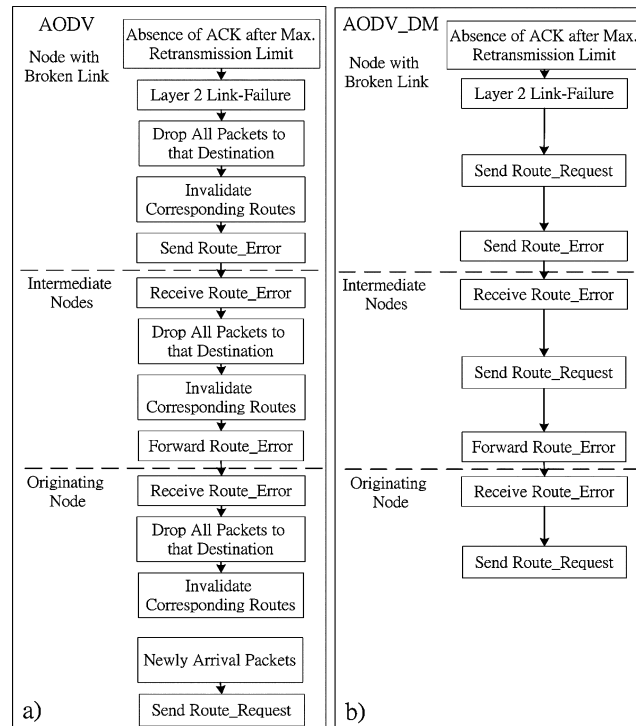 AODV
Node with
Broken Link
Absence of ACK after Max.
Retransmission Limit
Layer 2 Link-Failure
Drop All Packets to
that Destination
Invalidate
Corresponding Routes
Send Route_Error
Intermediate
Nodes
Receive Route_Error
Drop All Packets to
that Destination
Invalidate
Corresponding Routes
Forward Route_Error
Originating
Node
Receive Route_Error
Drop All Packets to
that Destination
Invalidate
Corresponding Routes
Newly Arrival Packets
Send Route_Request
a)
AODV_DM
Node with
Broken Link
Absence of ACK after Max.
Retransmission Limit
Layer 2 Link-Failure
Send Route_Request
Send Route_Error
Intermediate
Nodes
Receive Route_Error
Send Route_Request
Forward Route_Error
Originating
Node
Receive Route_Error
Send Route_Request
b)